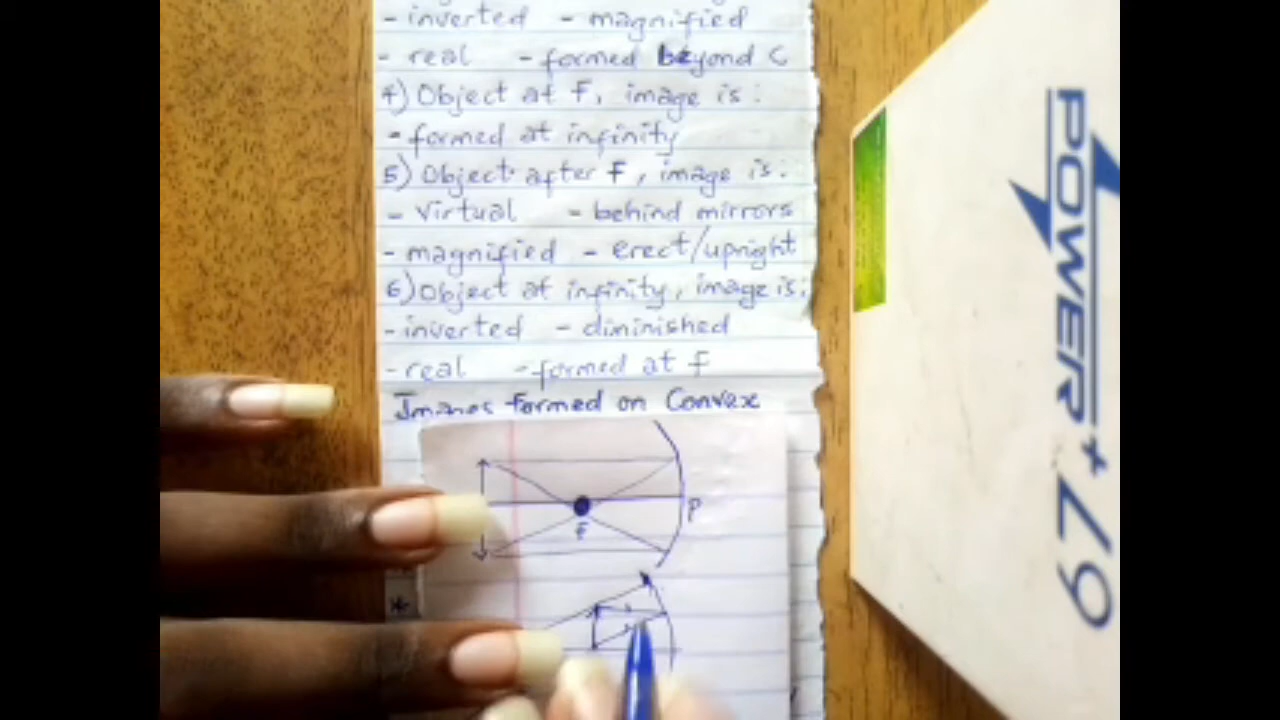 - inverted - magnified
- real - formed beyond C
4) Object at F, image is:
- formed at infinity
5) Object after F, image is:
- Virtual - behind mirrors
- magnified - erect/upright
6) Object at infinity, image is:
- inverted - diminished
- real - formed at F
Images formed on Convex
P
F
*
POWER+ L9